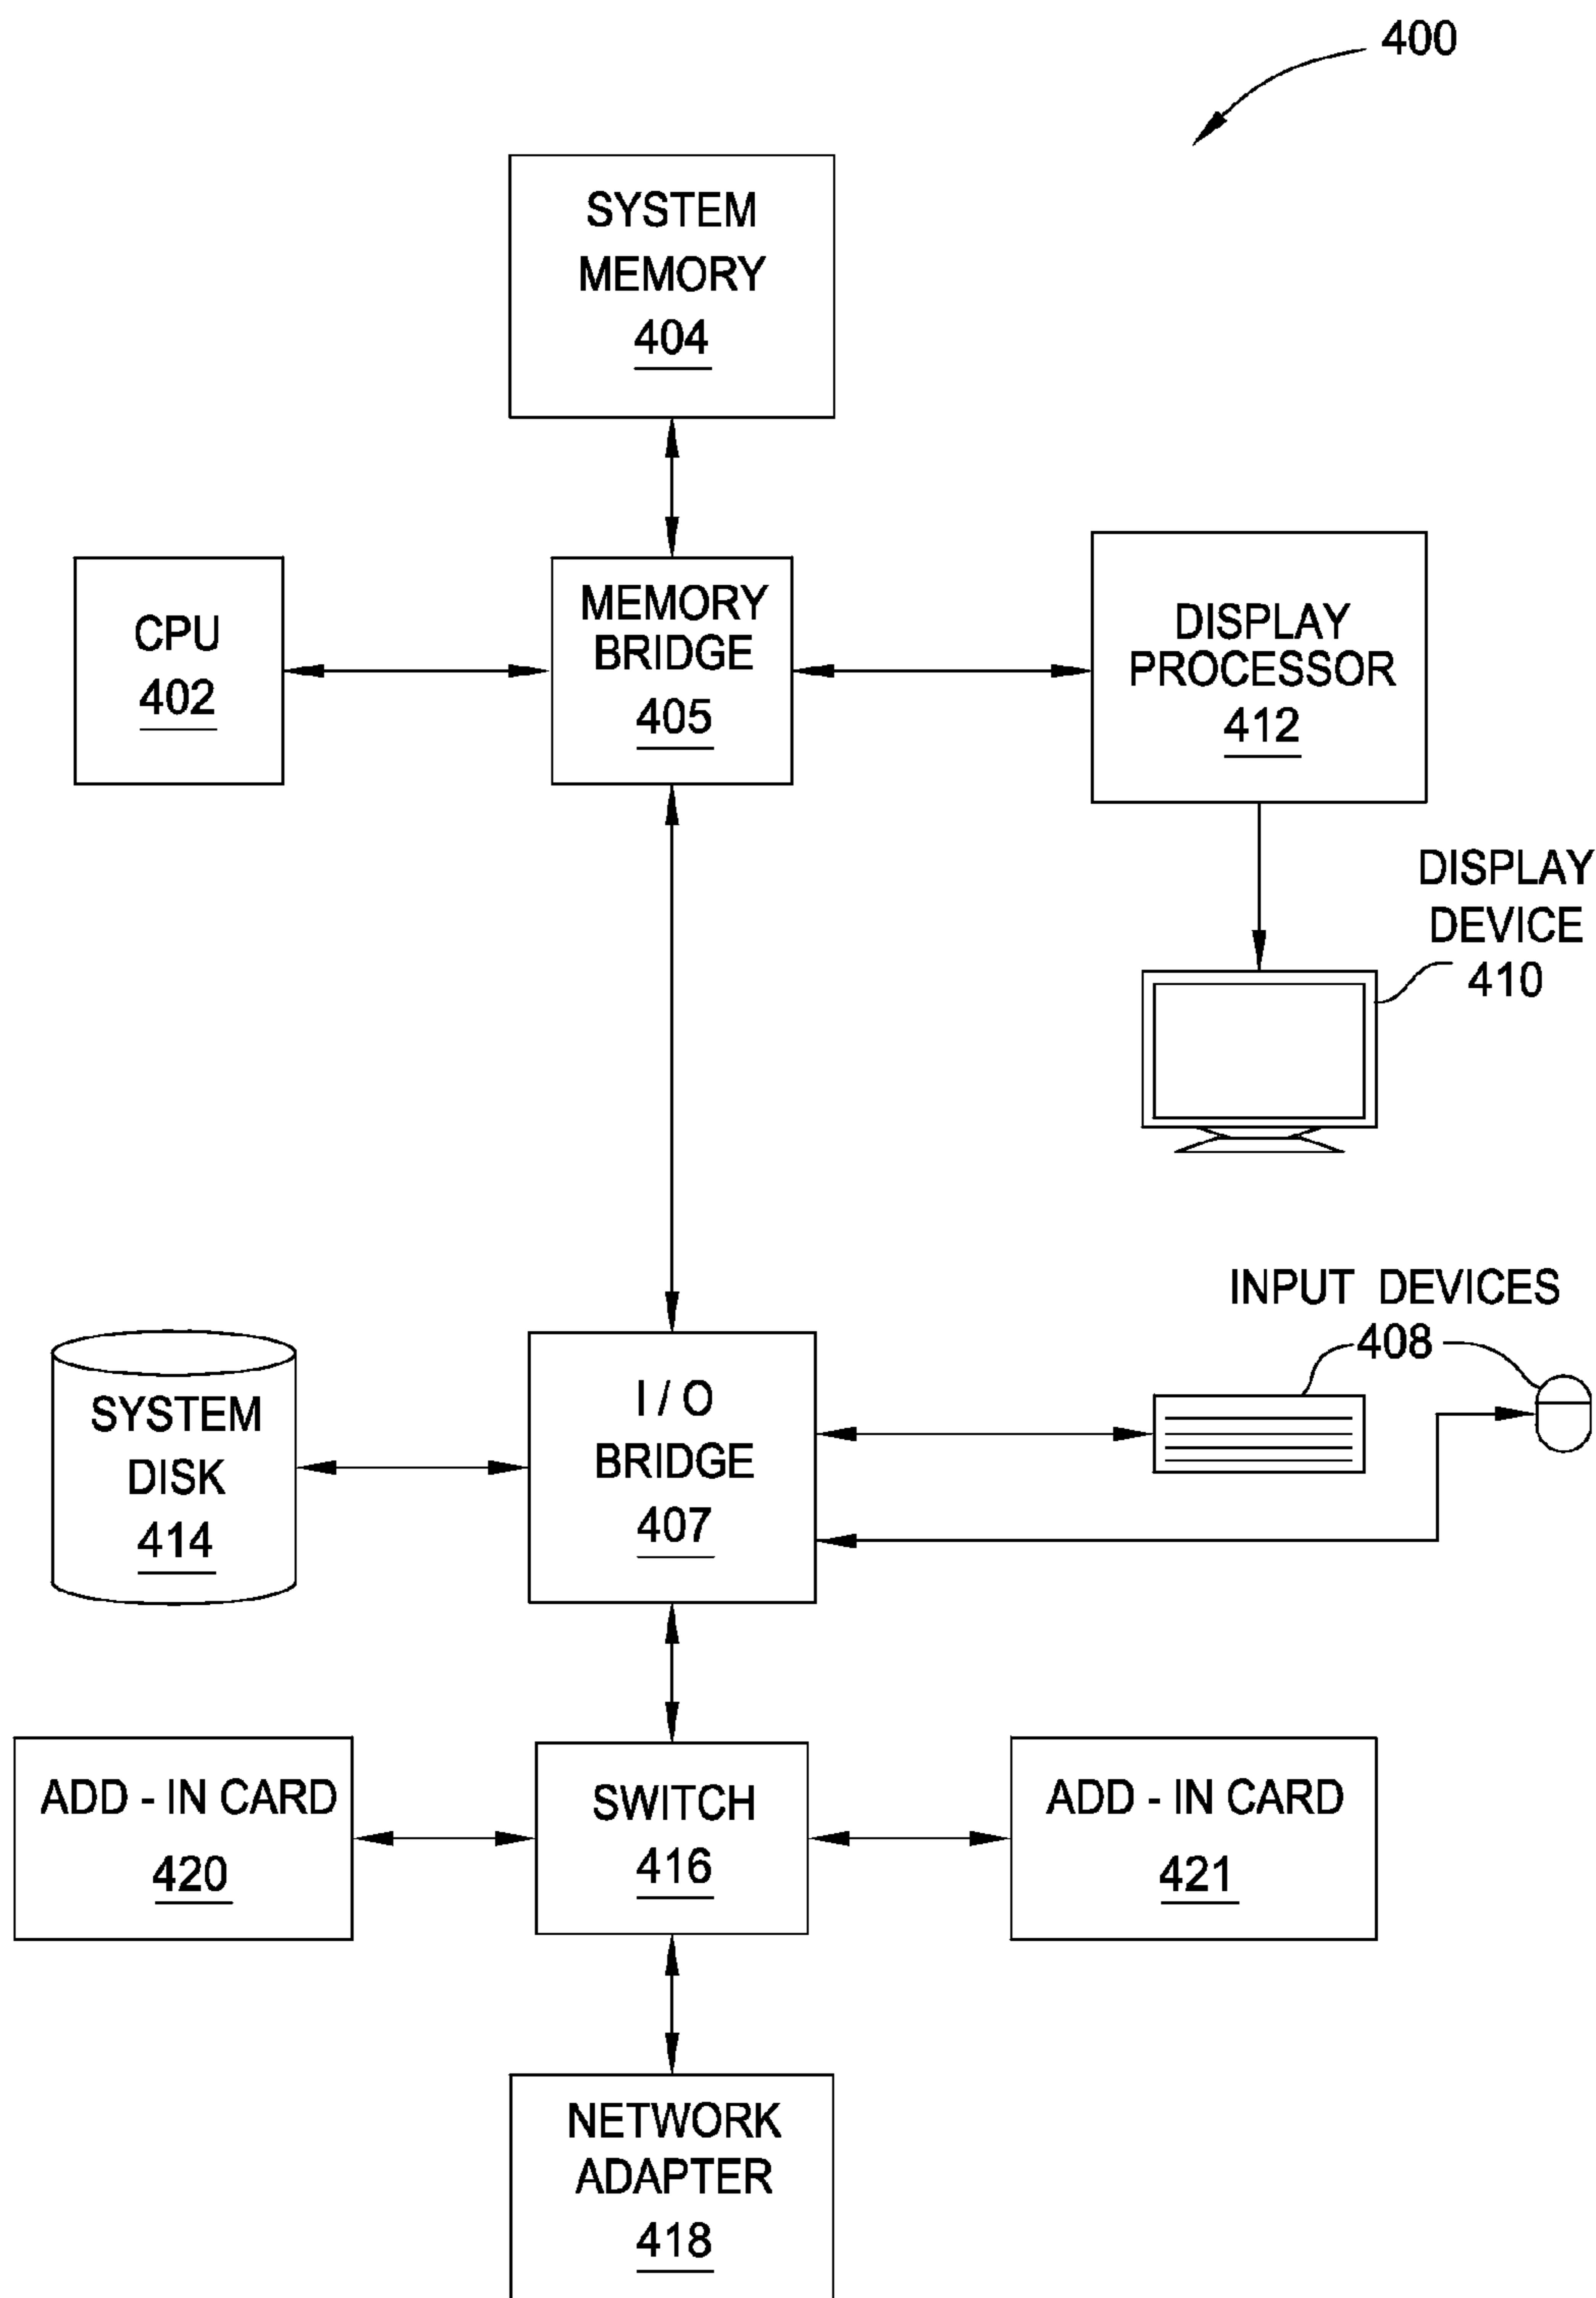 400
SYSTEM
MEMORY
404
CPU
402
MEMORY
BRIDGE
405
DISPLAY
PROCESSOR
412
DISPLAY
DEVICE
410
INPUT DEVICES
408
SYSTEM
DISK
414
I / O
BRIDGE
407
ADD - IN CARD
420
SWITCH
416
ADD - IN CARD
421
NETWORK
ADAPTER
418